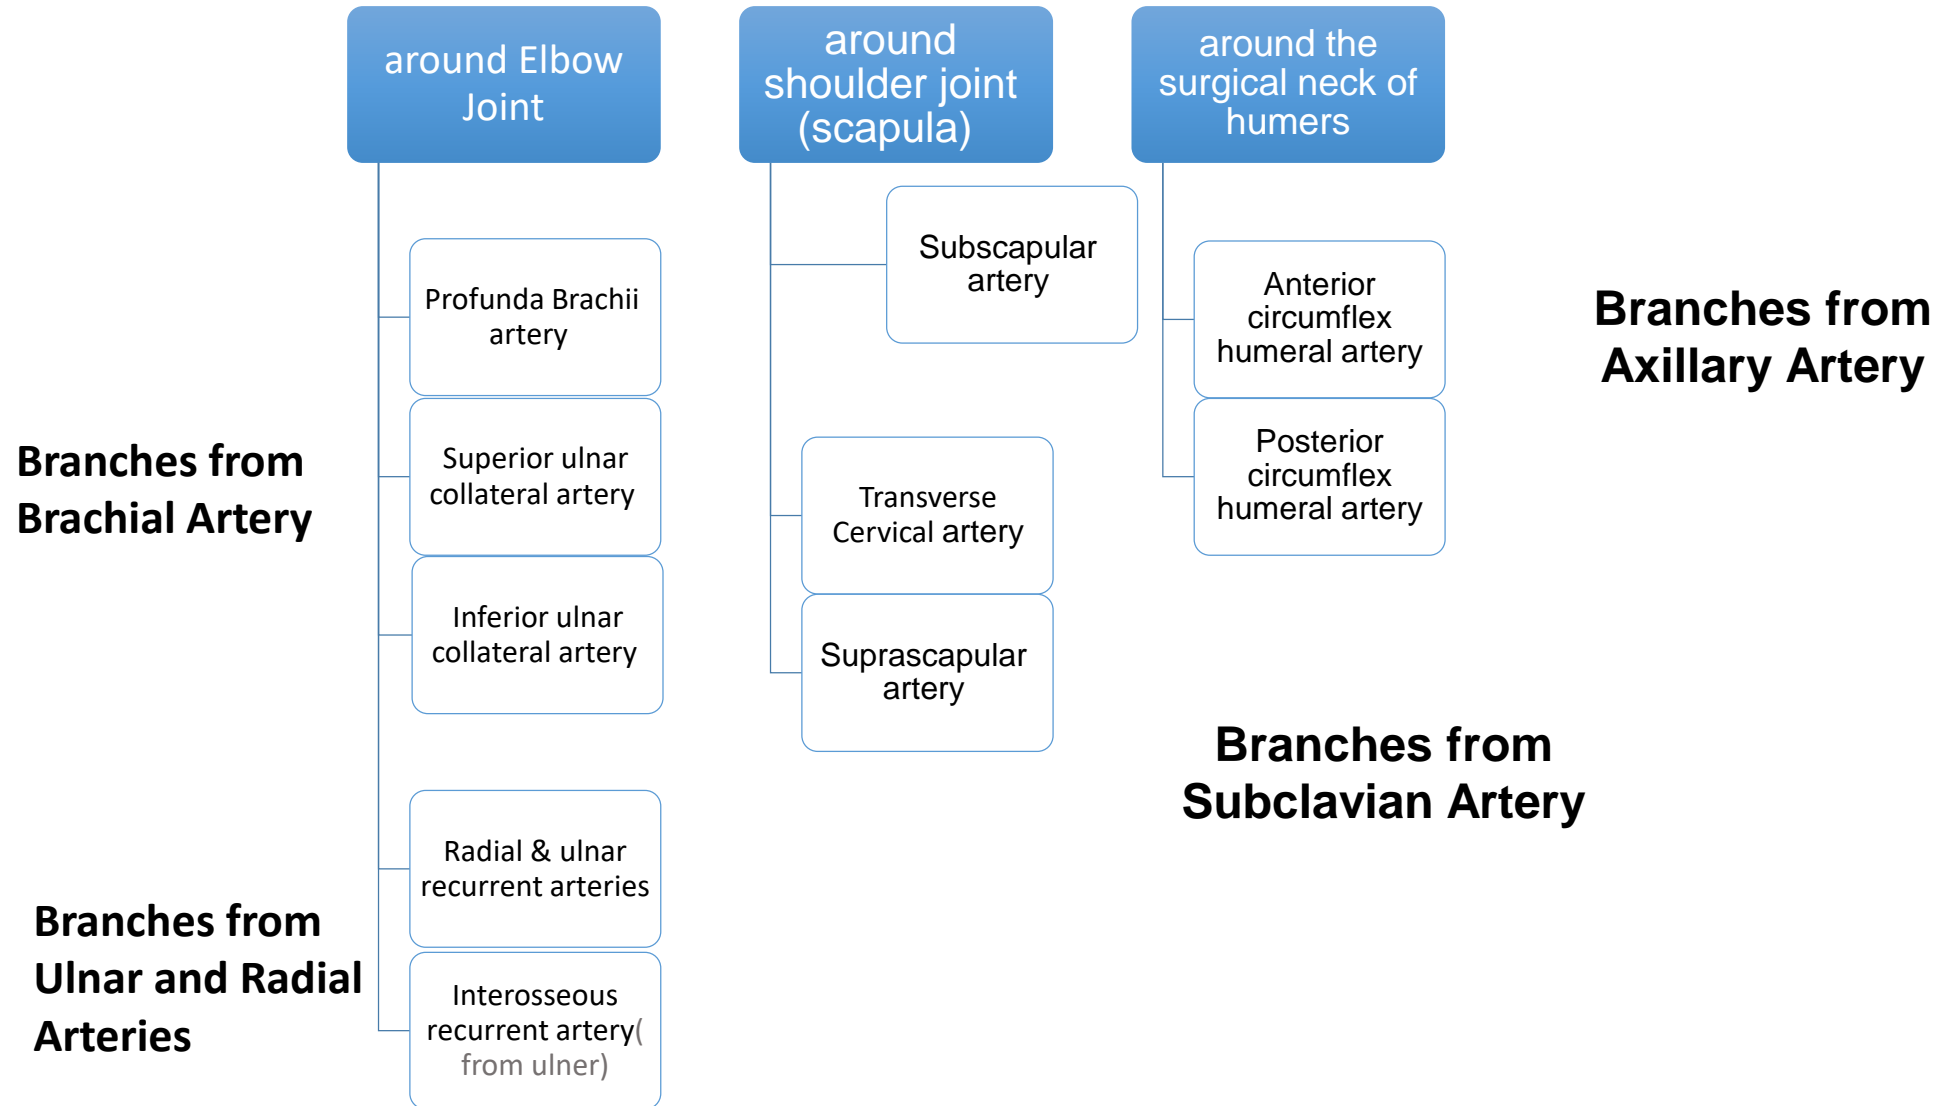 around Elbow
Joint
around
shoulder joint
(scapula)
around the
surgical neck of
humers
Profunda Brachii
artery
Superior ulnar
collateral artery
Inferior ulnar
collateral artery
Radial & ulnar
recurrent arteries
Interosseous
recurrent artery(
from ulner)
Subscapular
artery
Transverse
Cervical artery
Suprascapular
artery
Anterior
circumflex
humeral artery
Posterior
circumflex
humeral artery
Branches from
Axillary Artery
Branches from
Brachial Artery
Branches from
Subclavian Artery
Branches from
Ulnar and Radial
Arteries